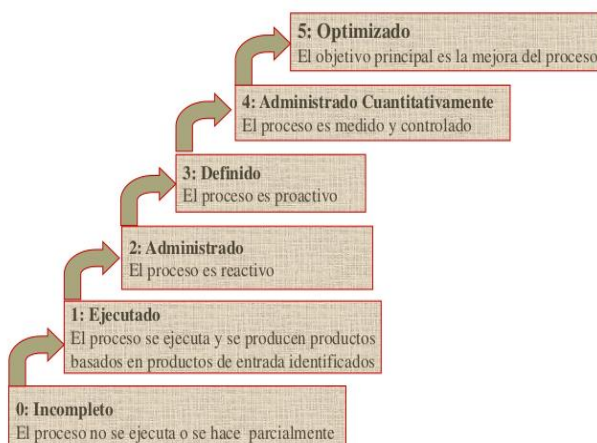 5: Optimizado
El objetivo principal es la mejora del proceso
4: Administrado Cuantitativamente
El proceso es medido y controlado
3: Definido
El proceso es proactivo
2: Administrado
El proceso es reactivo
1: Ejecutado
El proceso se ejecuta y se producen productos
basados en productos de entrada identificados
0: Incompleto
El proceso no se ejecuta o se hace parcialmente